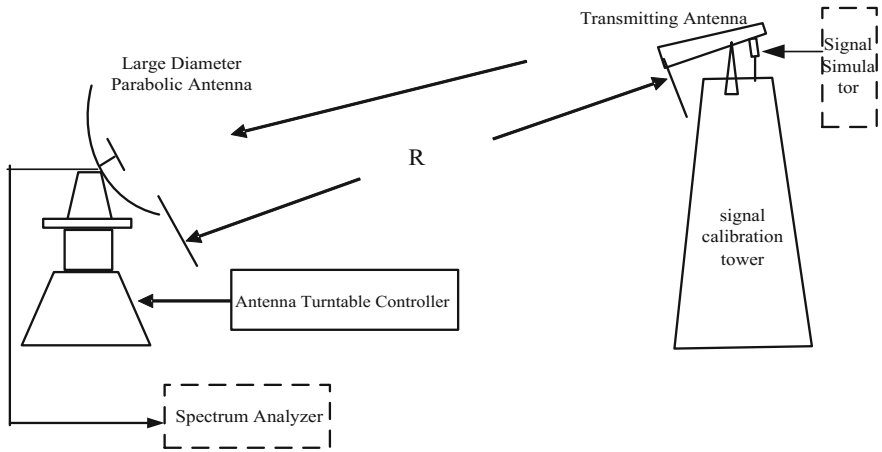 Transmitting Antenna
Signal
Simula
tor
Large Diameter
Parabolic Antenna
R
signal
calibration
tower
Antenna Turntable Controller
Spectrum Analyzer